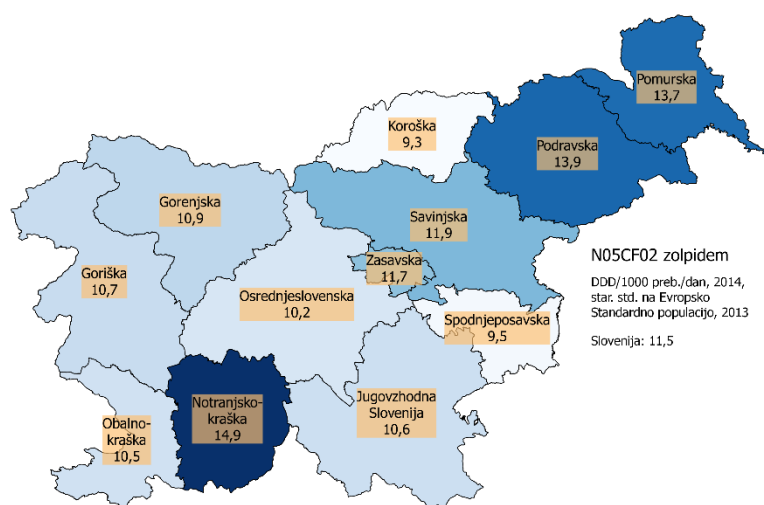 Pomurska
13,7
Koroška
9,3
Podravska
13,9
Gorenjska
10,9
Savinjska
11,9
Goriška
10,7
Zasavska
11,7
Osrednjeslovenska
10,2
Spodnjeposavska
9,5
N05CF02 zolpidem
DDD/1000 preb./dan, 2014,
star. std. na Evropsko
Standardno populacijo, 2013
Slovenija: 11,5
Notranjsko-
kraška
14,9
Jugovzhodna
Slovenija
10,6
Obalno-
kraška
10,5